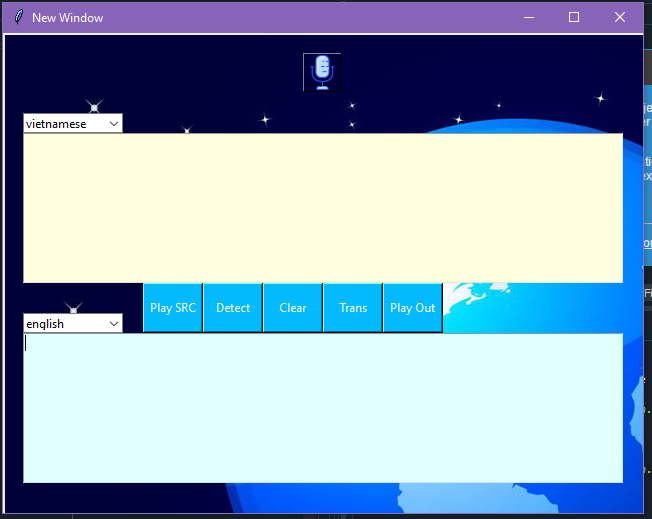 New Window
vietnamese
Play SRC
Detect
Clear
Trans
Play Out
english